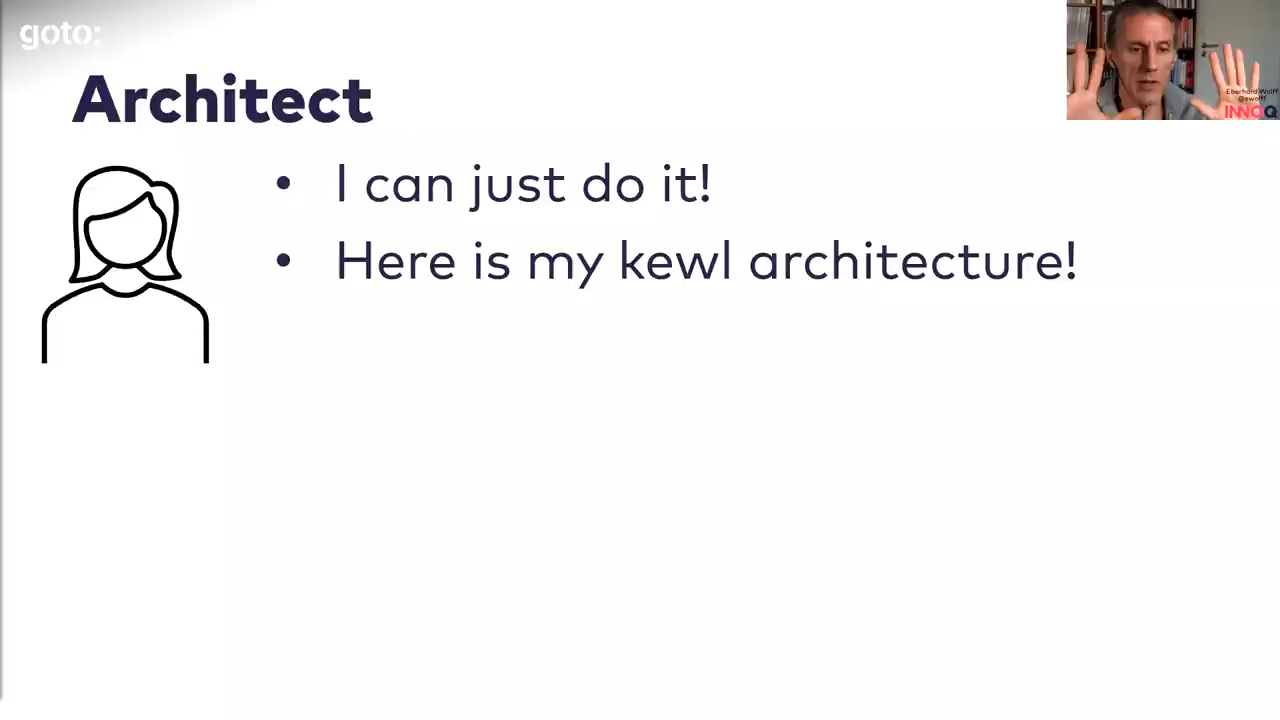 goto;
Architect
• I can just do it!
• Here is my kewl architecture!
Eberhard Wolff
@ewolff
INNOQ